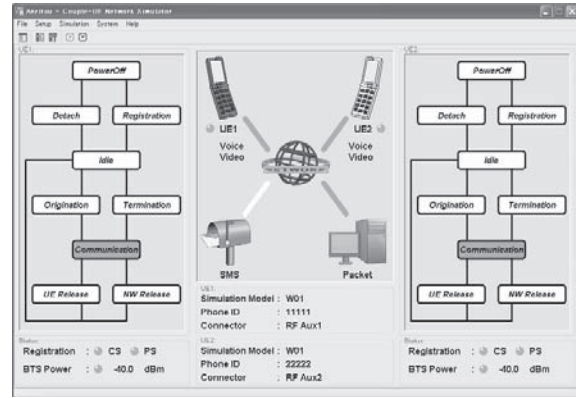 Anritsu - Couple-UE Network Simulator
File Setup Simulation System Help
UE1:
PowerOff
Detach Registration
Idle
Origination Termination
Communication
UE Release NW Release
Status
Registration : CS PS
BTS Power : -40.0 dBm
UE1
Voice
Video
UE2
Voice
Video
NETWORK
SMS
Packet
UE1:
Simulation Model : W01
Phone ID : 11111
Connector : RF Aux1
UE2:
Simulation Model : W01
Phone ID : 22222
Connector : RF Aux2
UE2:
PowerOff
Detach Registration
Idle
Origination Termination
Communication
UE Release NW Release
Status
Registration : CS PS
BTS Power : -40.0 dBm